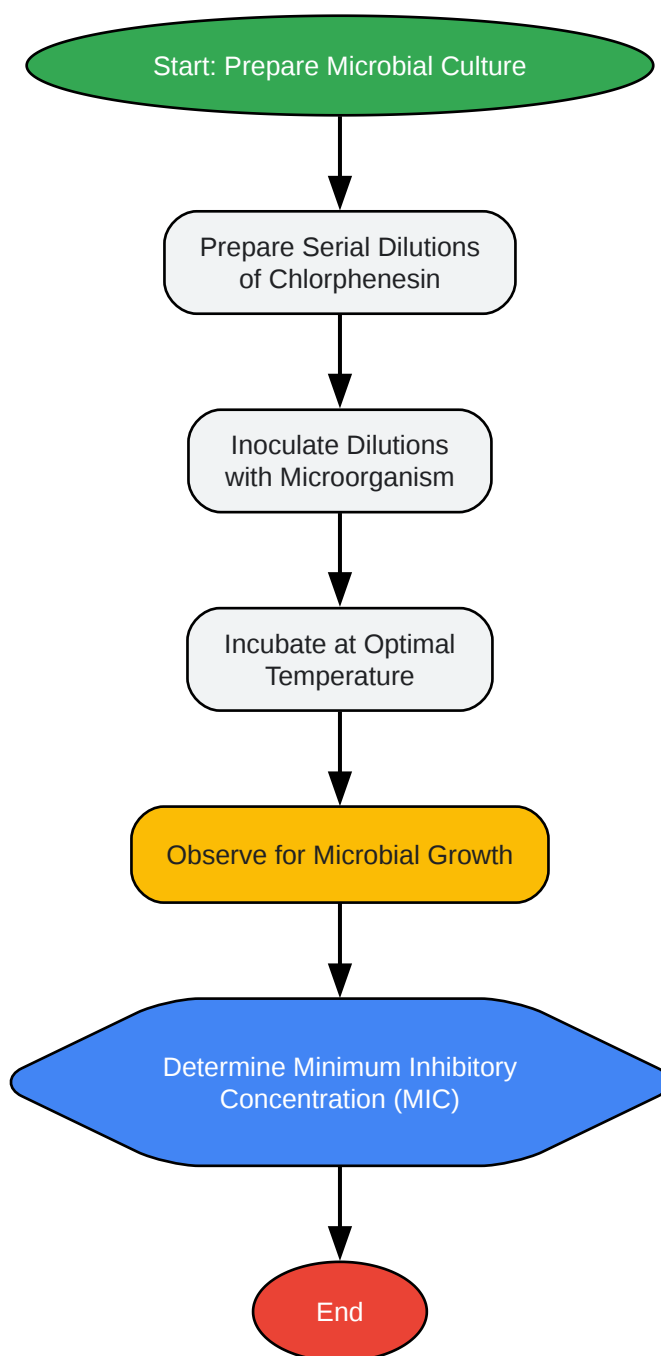 Start: Prepare Microbial Culture
Prepare Serial Dilutions
of Chlorphenesin
Inoculate Dilutions
with Microorganism
Incubate at Optimal
Temperature
Observe for Microbial Growth
Determine Minimum Inhibitory
Concentration (MIC)
End